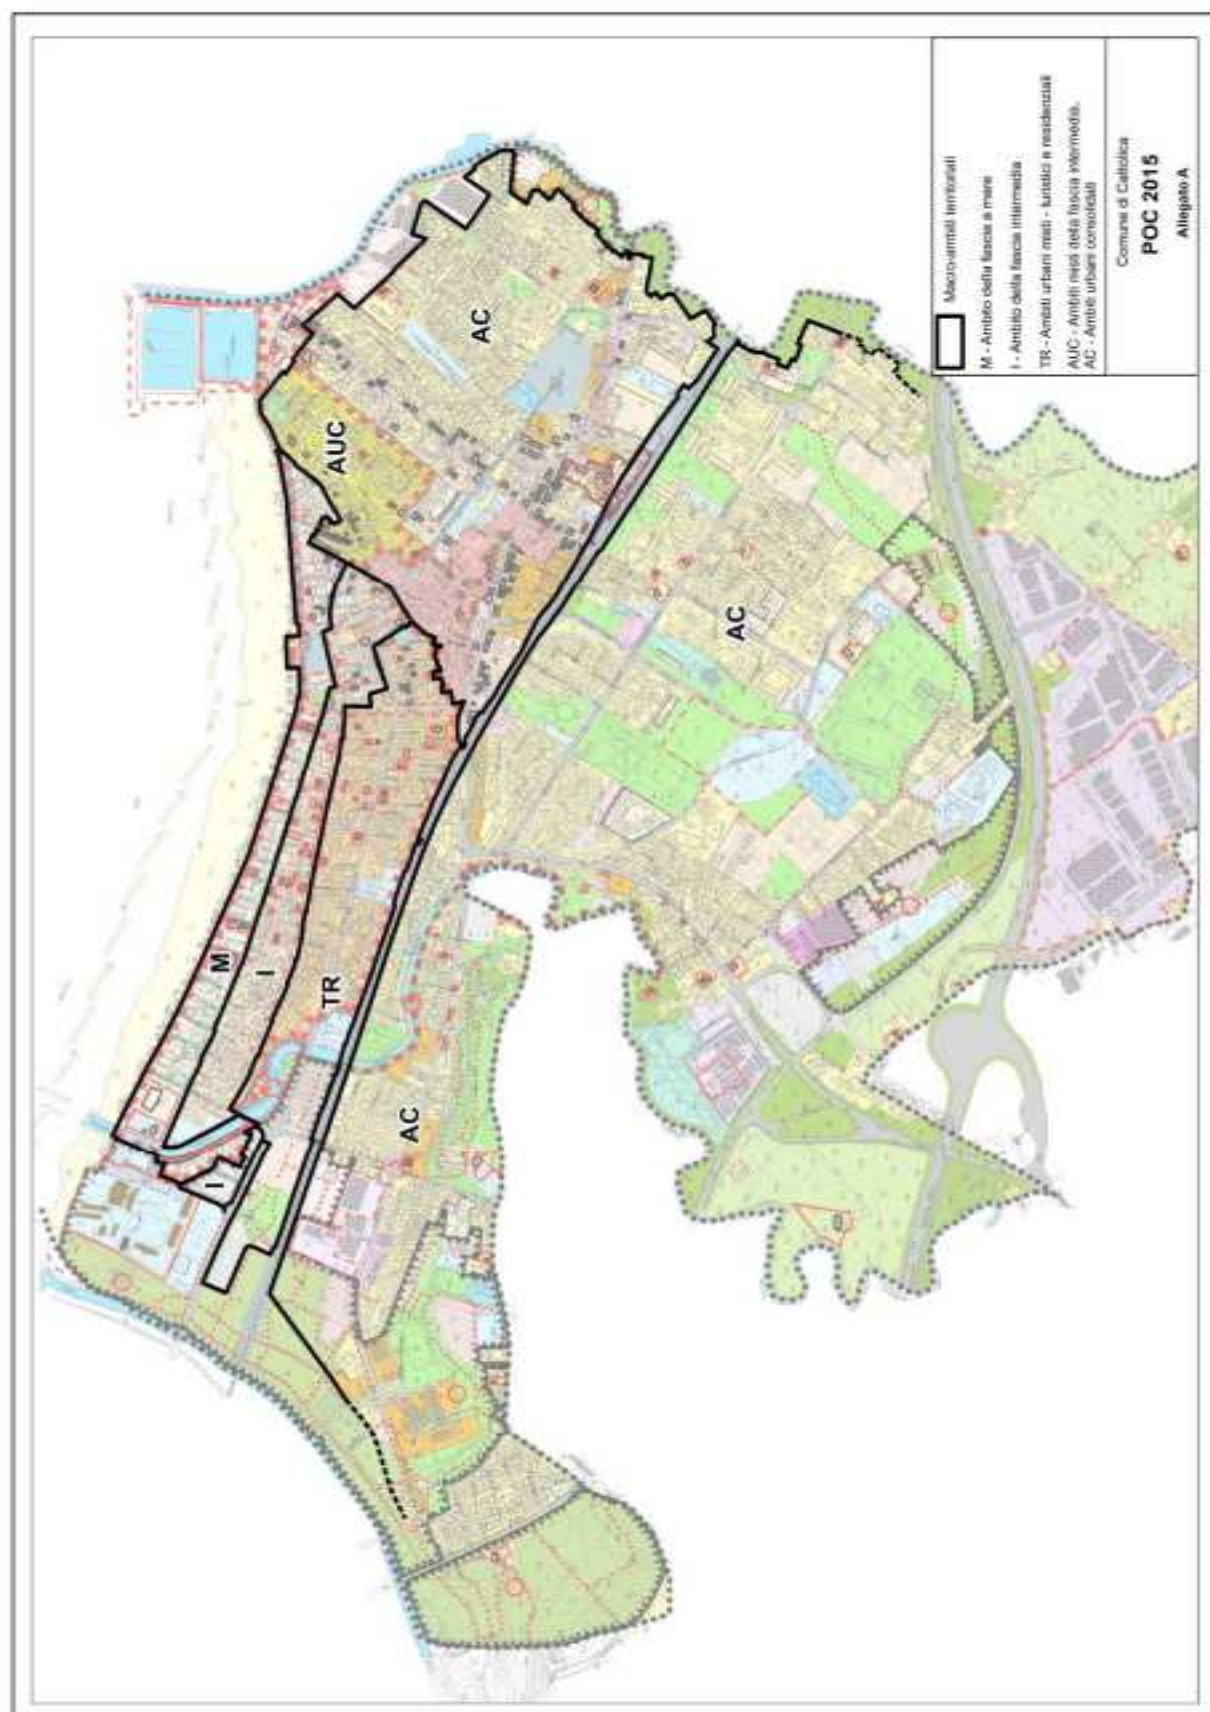 Macro-ambiti territoriali
M - Ambito della fascia a mare
I - Ambito della fascia intermedia
TR - Ambiti urbani misti - turistici e residenziali
AUC - Ambiti misti della fascia intermedia.
AC - Ambiti urbani consolidati
Comune di Cattolica
POC 2015
Allegato A
AC
AUC
AC
M
I
TR
AC
I